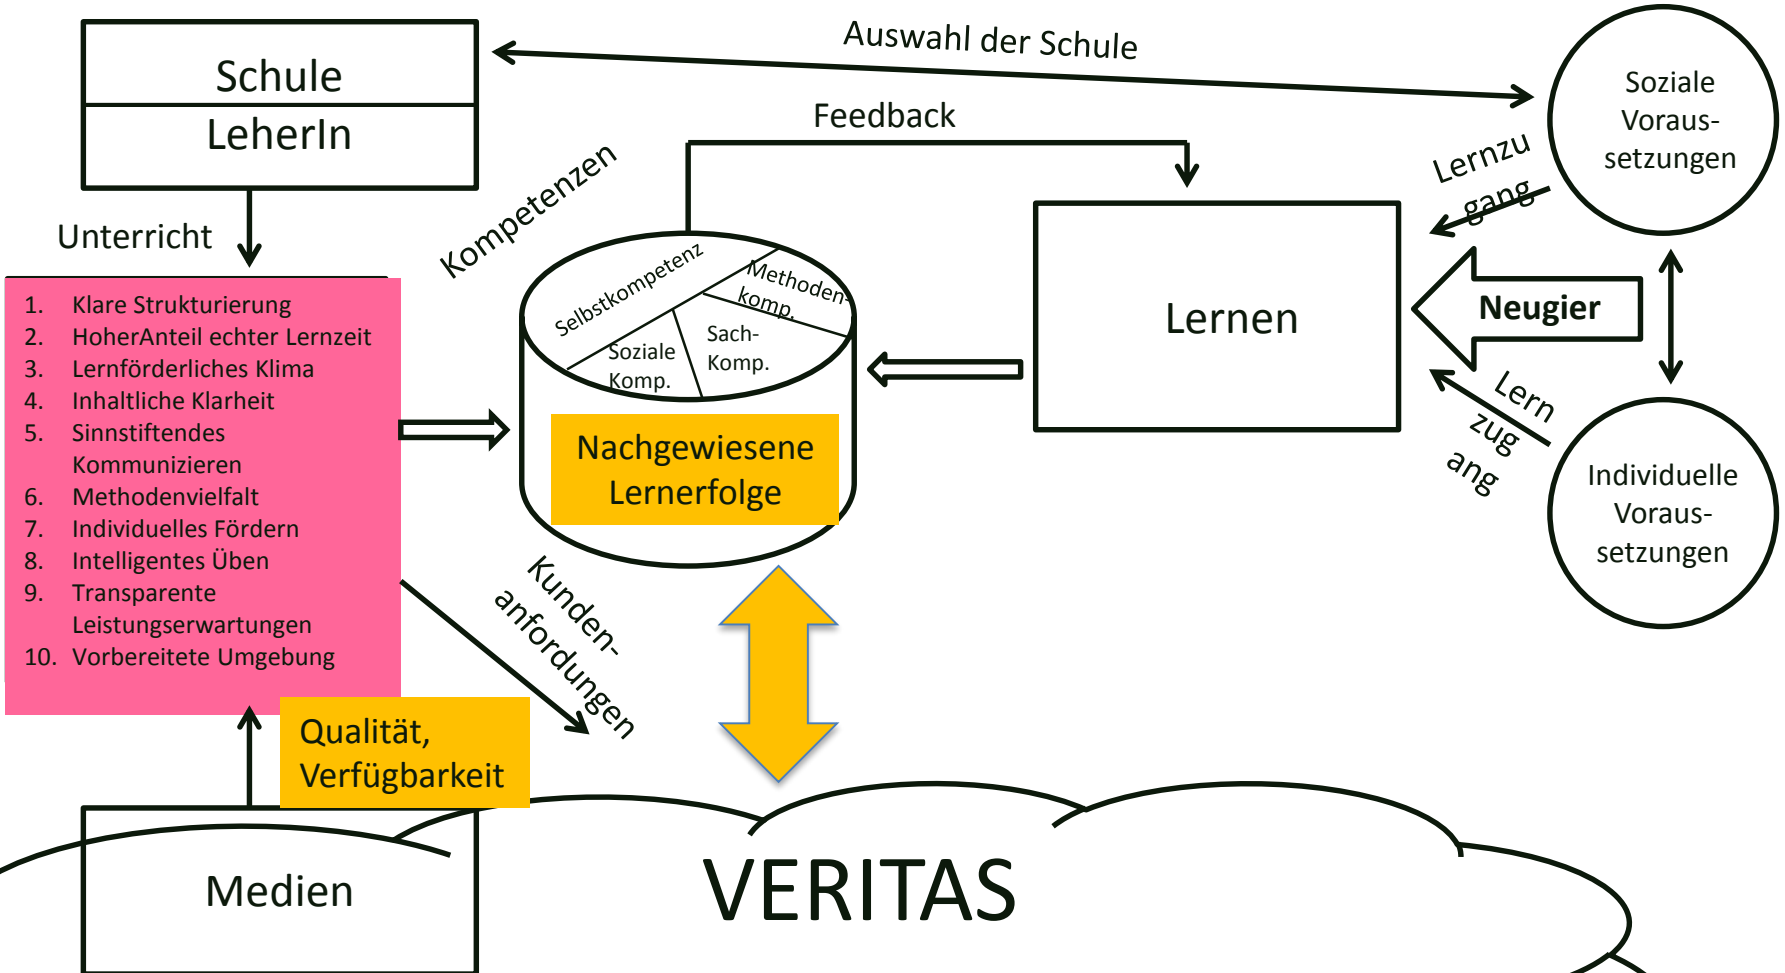 Schule
LeherIn
Auswahl der Schule
Soziale
Voraus-
setzungen
Feedback
Lernzu
gang
Kompetenzen
Unterricht
1. Klare Strukturierung
2. HoherAnteil echter Lernzeit
3. Lernförderliches Klima
4. Inhaltliche Klarheit
5. Sinnstiftendes
Kommunizieren
6. Methodenvielfalt
7. Individuelles Fördern
8. Intelligentes Üben
9. Transparente
Leistungserwartungen
10. Vorbereitete Umgebung
Selbstkompetenz
Methoden-
komp.
Soziale
Komp.
Sach-
Komp.
Nachgewiesene
Lernerfolge
Lernen
Neugier
Lern
zug
ang
Individuelle
Voraus-
setzungen
Kunden-
anfordungen
Qualität,
Verfügbarkeit
Medien
VERITAS